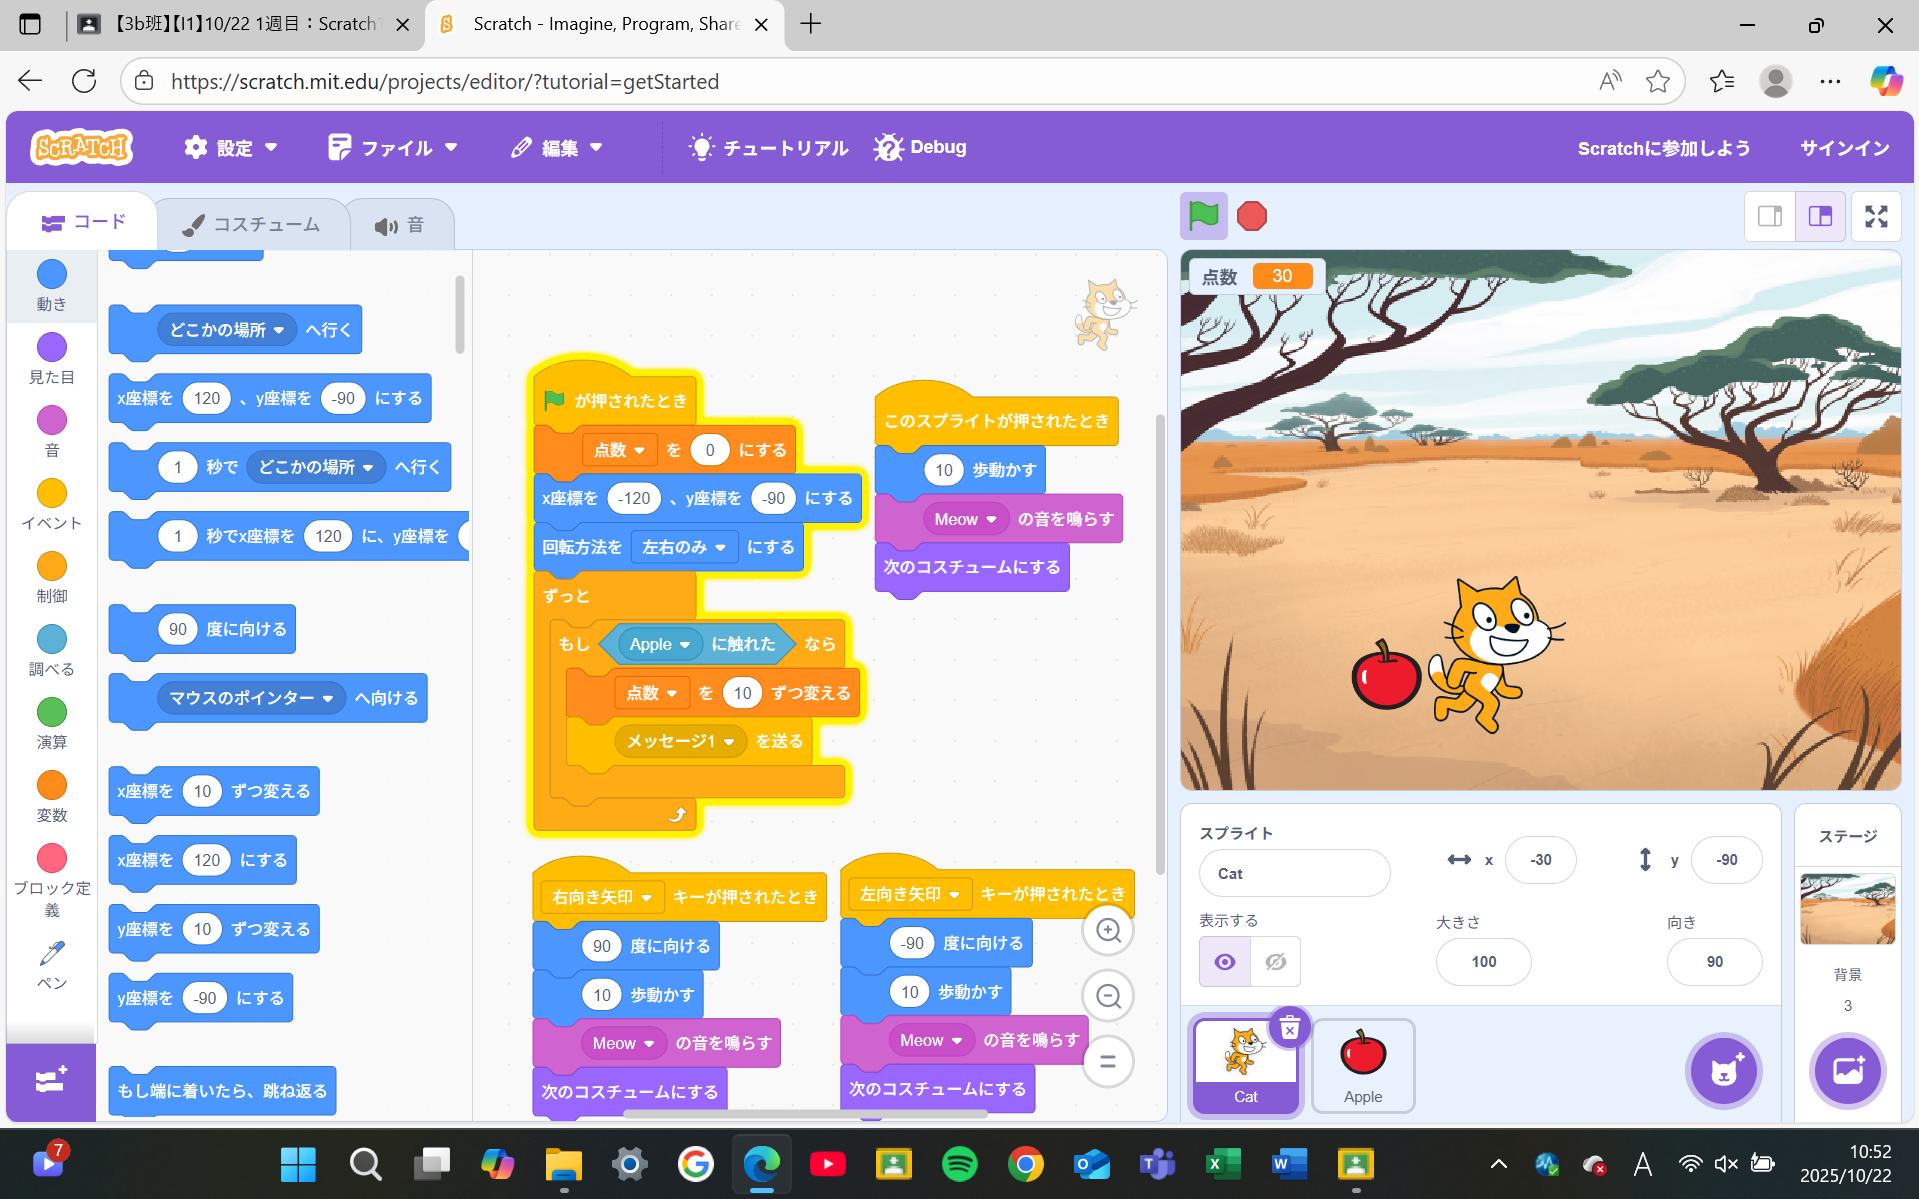 【3b班】【I1】10/22 1週目：Scratch
Scratch - Imagine, Program, Share
https://scratch.mit.edu/projects/editor/?tutorial=getStarted
SCRATCH
設定
ファイル
編集
チュートリアル
Debug
Scratchに参加しよう
サインイン
コード
コスチューム
音
動き
見た目
音
イベント
制御
調べる
演算
変数
ブロック定義
ペン
どこかの場所 へ行く
x座標を 120 、y座標を -90 にする
1 秒で どこかの場所 へ行く
1 秒でx座標を 120 に、y座標を
90 度に向ける
マウスのポインター へ向ける
x座標を 10 ずつ変える
x座標を 120 にする
y座標を 10 ずつ変える
y座標を -90 にする
もし端に着いたら、跳ね返る
が押されたとき
点数 を 0 にする
x座標を -120 、y座標を -90 にする
回転方法を 左右のみ にする
ずっと
もし Apple に触れた なら
点数 を 10 ずつ変える
メッセージ1 を送る
このスプライトが押されたとき
10 歩動かす
Meow の音を鳴らす
次のコスチュームにする
右向き矢印 キーが押されたとき
90 度に向ける
10 歩動かす
Meow の音を鳴らす
次のコスチュームにする
左向き矢印 キーが押されたとき
-90 度に向ける
10 歩動かす
Meow の音を鳴らす
次のコスチュームにする
点数 30
スプライト
Cat
x -30
y -90
表示する
大きさ
100
向き
90
Cat
Apple
ステージ
背景
3
7
A
10:52
2025/10/22